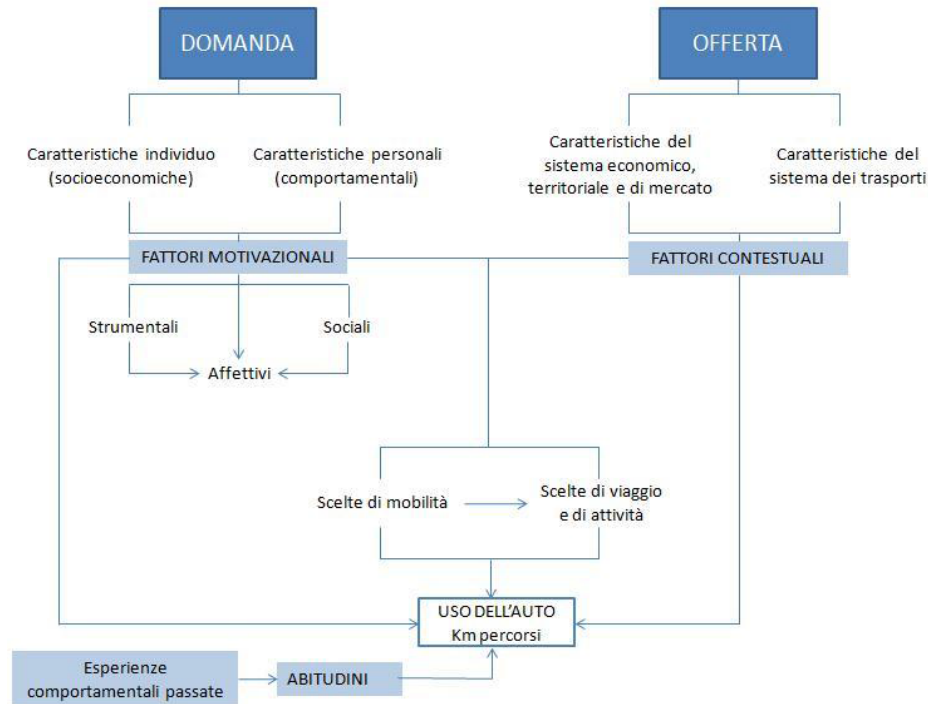 DOMANDA
OFFERTA
Caratteristiche individuo
(socioeconomiche)
Caratteristiche personali
(comportamentali)
Caratteristiche del
sistema economico,
territoriale e di mercato
Caratteristiche del
sistema dei trasporti
FATTORI MOTIVAZIONALI
FATTORI CONTESTUALI
Strumentali
Sociali
Affettivi
Scelte di mobilità
Scelte di viaggio
e di attività
USO DELL'AUTO
Km percorsi
Esperienze
comportamentali passate
ABITUDINI